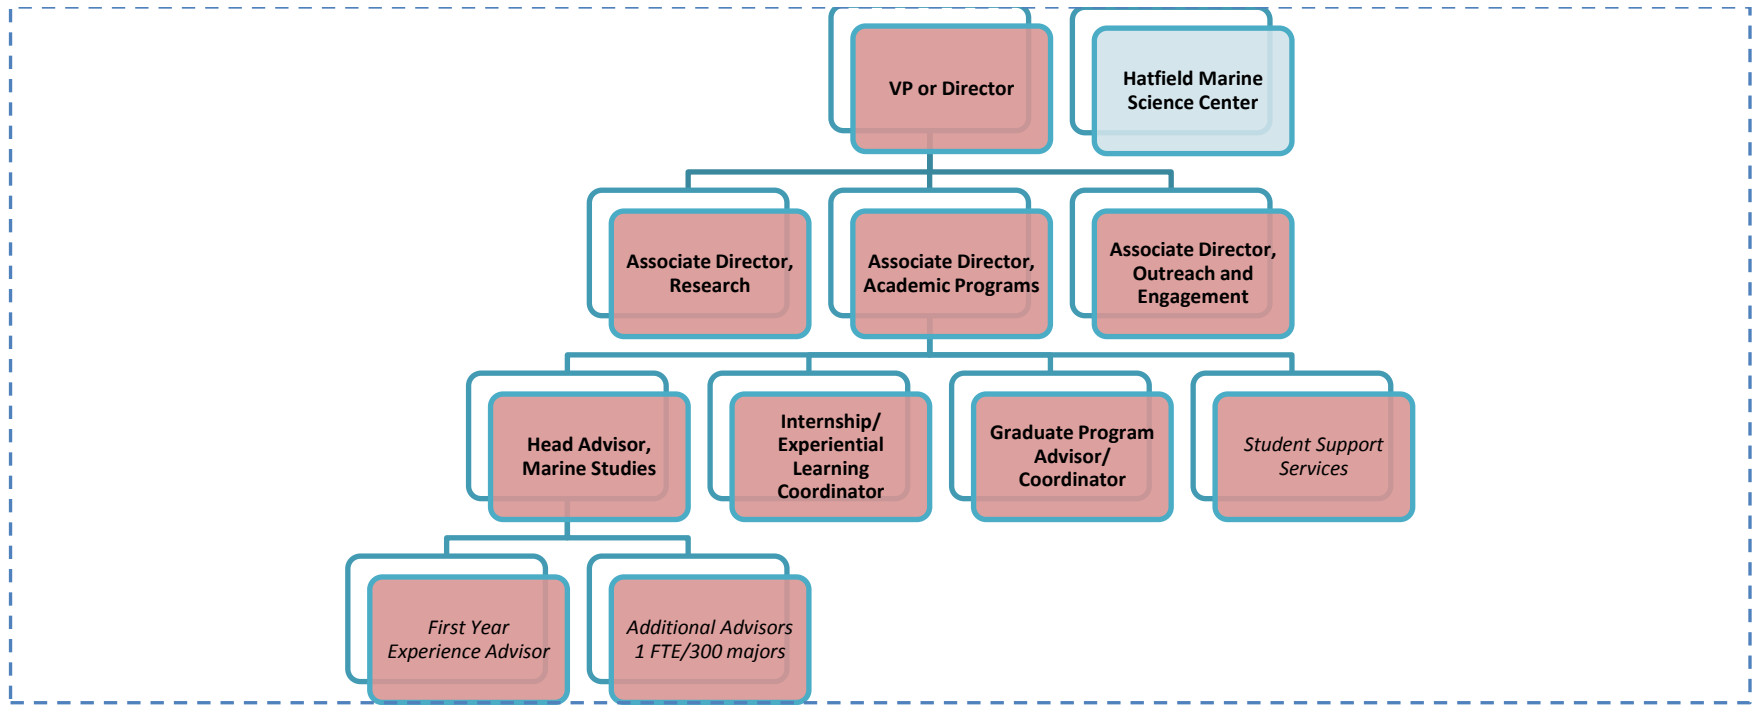 VP or Director
Hatfield Marine
Science Center
Associate Director,
Research
Associate Director,
Academic Programs
Associate Director,
Outreach and
Engagement
Head Advisor,
Marine Studies
Internship/
Experiential
Learning
Coordinator
Graduate Program
Advisor/
Coordinator
Student Support
Services
First Year
Experience Advisor
Additional Advisors
1 FTE/300 majors